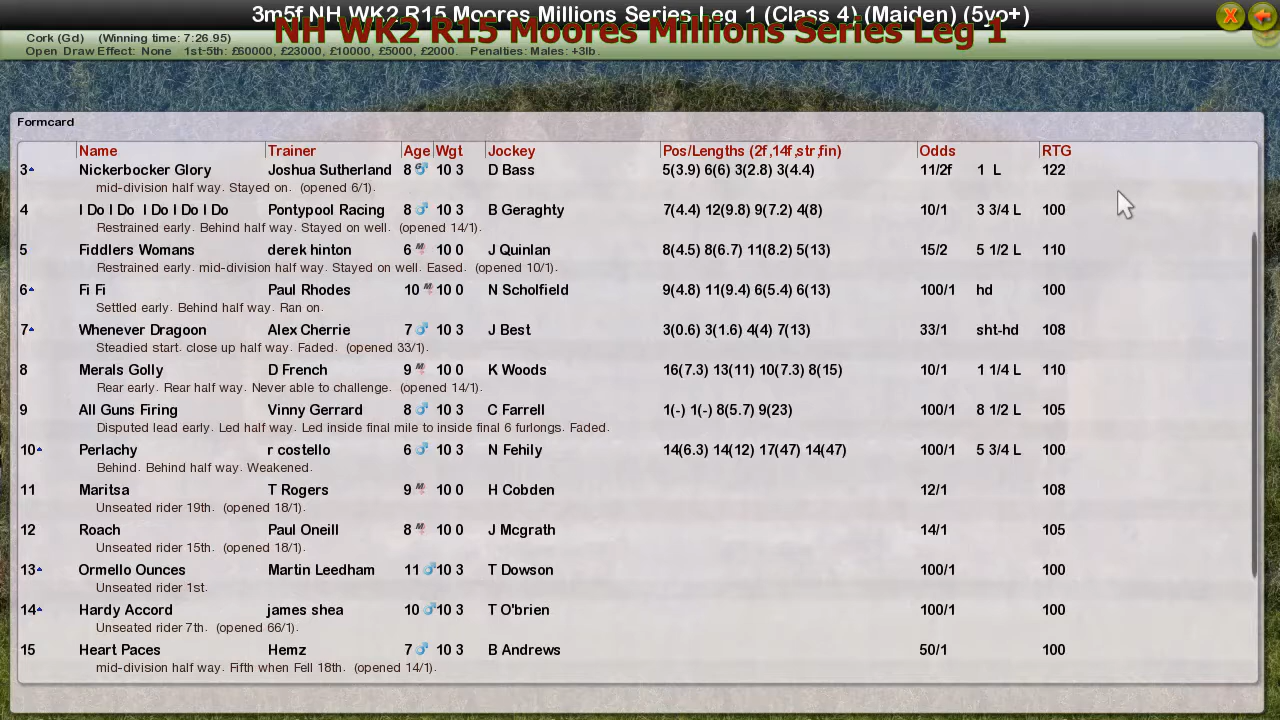 3m5f NH WK2 R15 Moores Millions Series Leg 1 (Class 4) (Maiden) (5yo+)
NH WK2 R15 Moores Millions Series Leg 1
Cork (Gd) (Winning time: 7:26.95)
Open Draw Effect: None 1st-5th: £60000, £23000, £10000, £5000, £2000. Penalties: Males: +3lb.
Formcard
Name Trainer Age Wgt Jockey Pos/Lengths (2f,14f,str,fin) Odds RTG
3 Nickerbocker Glory Joshua Sutherland 8 10 3 D Bass 5(3.9) 6(6) 3(2.8) 3(4.4) 11/2f 1 L 122
mid-division half way. Stayed on. (opened 6/1).
4 I Do I Do I Do I Do I Do Pontypool Racing 8 10 3 B Geraghty 7(4.4) 12(9.8) 9(7.2) 4(8) 10/1 3 3/4 L 100
Restrained early. Behind half way. Stayed on well. (opened 14/1).
5 Fiddlers Womans derek hinton 6 10 0 J Quinlan 8(4.5) 8(6.7) 11(8.2) 5(13) 15/2 5 1/2 L 110
Restrained early. mid-division half way. Stayed on well. Eased. (opened 10/1).
6 Fi Fi Paul Rhodes 10 10 0 N Scholfield 9(4.8) 11(9.4) 6(5.4) 6(13) 100/1 hd 100
Settled early. Behind half way. Ran on.
7 Whenever Dragoon Alex Cherrie 7 10 3 J Best 3(0.6) 3(1.6) 4(4) 7(13) 33/1 sht-hd 108
Steadied start. close up half way. Faded. (opened 33/1).
8 Merals Golly D French 9 10 0 K Woods 16(7.3) 13(11) 10(7.3) 8(15) 10/1 1 1/4 L 110
Rear early. Rear half way. Never able to challenge. (opened 14/1).
9 All Guns Firing Vinny Gerrard 8 10 3 C Farrell 1(-) 1(-) 8(5.7) 9(23) 100/1 8 1/2 L 105
Disputed lead early. Led half way. Led inside final mile to inside final 6 furlongs. Faded.
10 Perlachy r costello 6 10 3 N Fehily 14(6.3) 14(12) 17(47) 14(47) 100/1 5 3/4 L 100
Behind. Behind half way. Weakened.
11 Maritsa T Rogers 9 10 0 H Cobden 12/1 108
Unseated rider 19th. (opened 18/1).
12 Roach Paul Oneill 8 10 0 J Mcgrath 14/1 105
Unseated rider 15th. (opened 18/1).
13 Ormello Ounces Martin Leedham 11 10 3 T Dowson 100/1 100
Unseated rider 1st.
14 Hardy Accord james shea 10 10 3 T O'brien 100/1 100
Unseated rider 7th. (opened 66/1).
15 Heart Paces Hemz 7 10 3 B Andrews 50/1 100
mid-division half way. Fifth when Fell 18th. (opened 14/1).